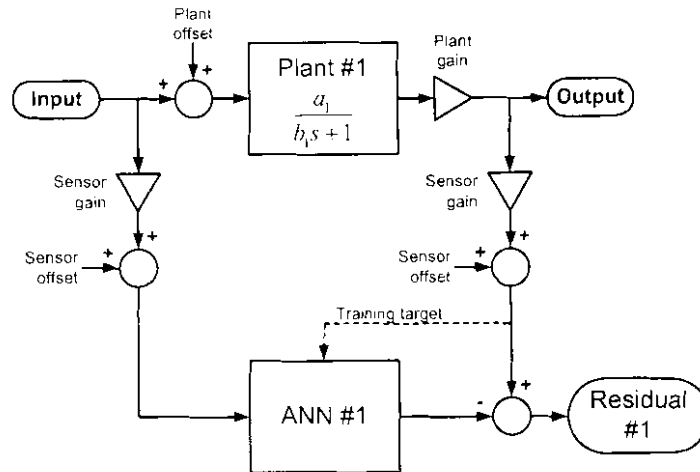 Plant
offset
Plant
gain
Input
+
+
Plant #1
a₁
b₁s + 1
Output
Sensor
gain
Sensor
gain
+
+
Sensor
offset
+
+
Sensor
offset
Training target
ANN #1
-
+
Residual
#1